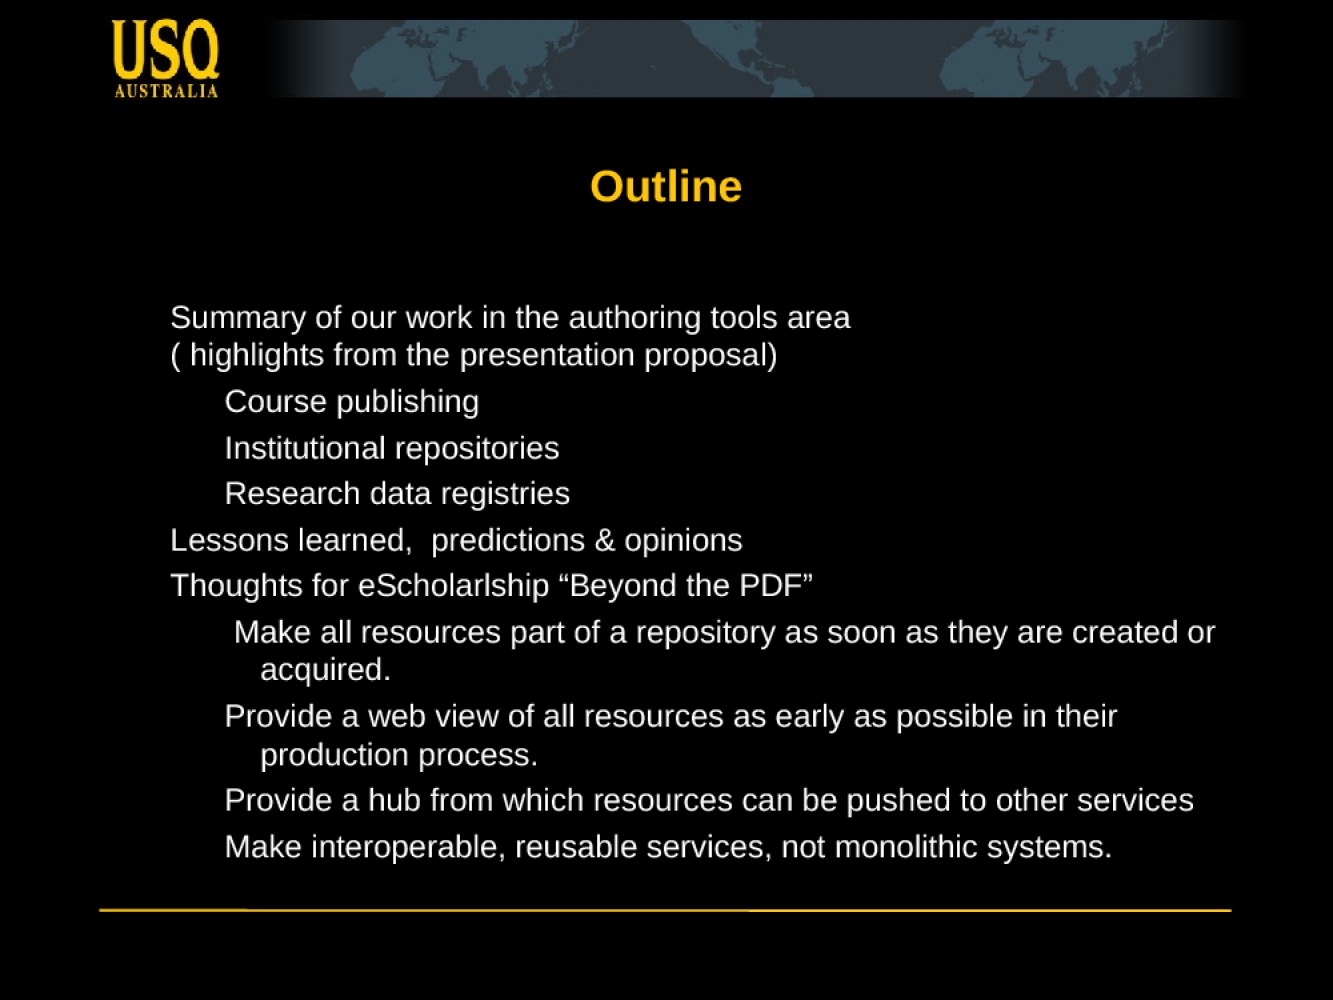 USQ
AUSTRALIA
Outline
Summary of our work in the authoring tools area
( highlights from the presentation proposal)
Course publishing
Institutional repositories
Research data registries
Lessons learned,  predictions & opinions
Thoughts for eScholarlship “Beyond the PDF”
Make all resources part of a repository as soon as they are created or
acquired.
Provide a web view of all resources as early as possible in their
production process.
Provide a hub from which resources can be pushed to other services
Make interoperable, reusable services, not monolithic systems.